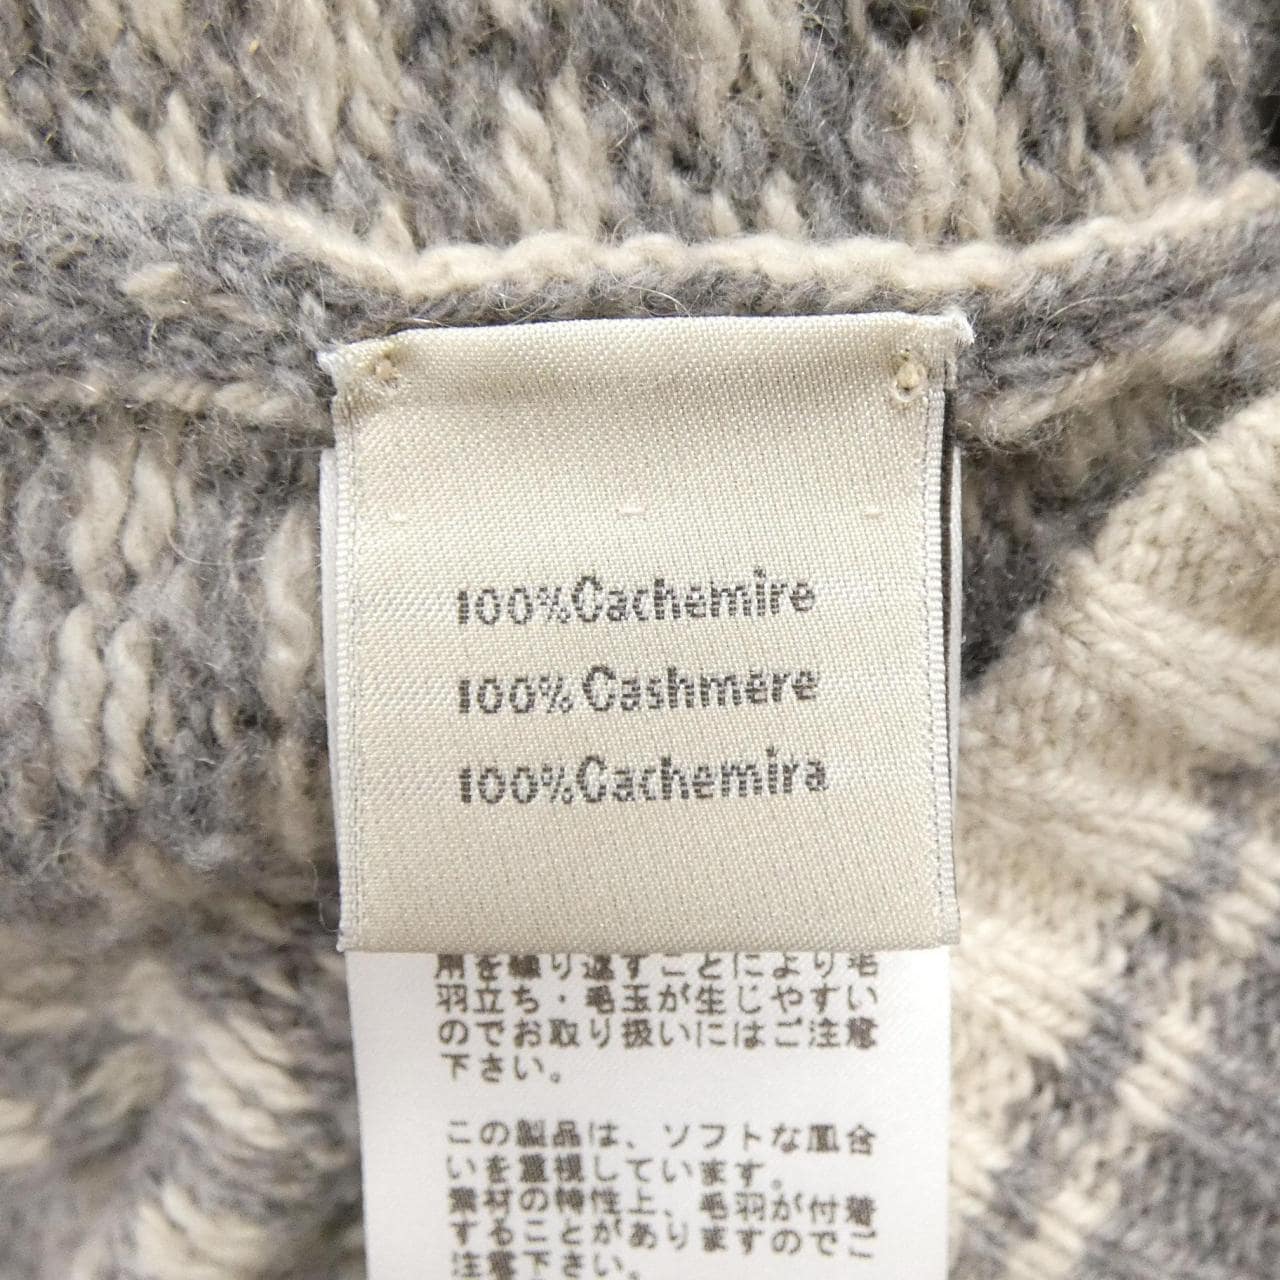 100%Cachemire
100% Cashmere
100%Cachemira
用を繰り返すことにより毛
羽立ち・毛玉が生じやすい
のでお取り扱いにはご注意
下さい。
この製品は、ソフトな風合
いを重視しています。
素材の特性上、毛羽が付着
することがありますのでご
注意下さい。